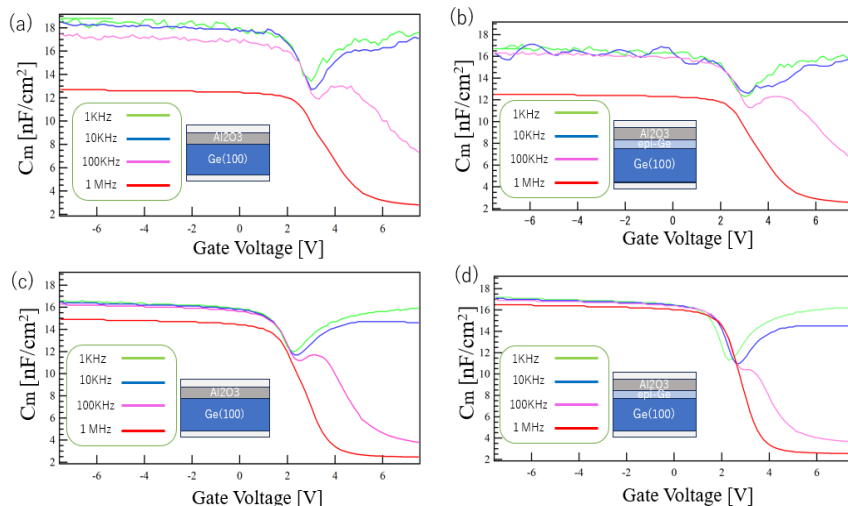 (a)
Cm [nF/cm2]
18
16
14
12
10
8
6
4
2
1KHz
10KHz
100KHz
1 MHz
Al2O3
Ge(100)
-6 -4 -2 0 2 4 6
Gate Voltage [V]
(b)
Cm [nF/cm2]
20
18
16
14
12
10
8
6
4
2
1KHz
10KHz
100KHz
1 MHz
Al2O3
epi-Ge
Ge(100)
-6 -4 -2 0 2 4 6
Gate Voltage [V]
(c)
Cm [nF/cm2]
18
16
14
12
10
8
6
4
2
1KHz
10KHz
100KHz
1 MHz
Al2O3
Ge(100)
-6 -4 -2 0 2 4 6
Gate Voltage [V]
(d)
Cm [nF/cm2]
18
16
14
12
10
8
6
4
2
1KHz
10KHz
100KHz
1 MHz
Al2O3
epi-Ge
Ge(100)
-6 -4 -2 0 2 4 6
Gate Voltage [V]